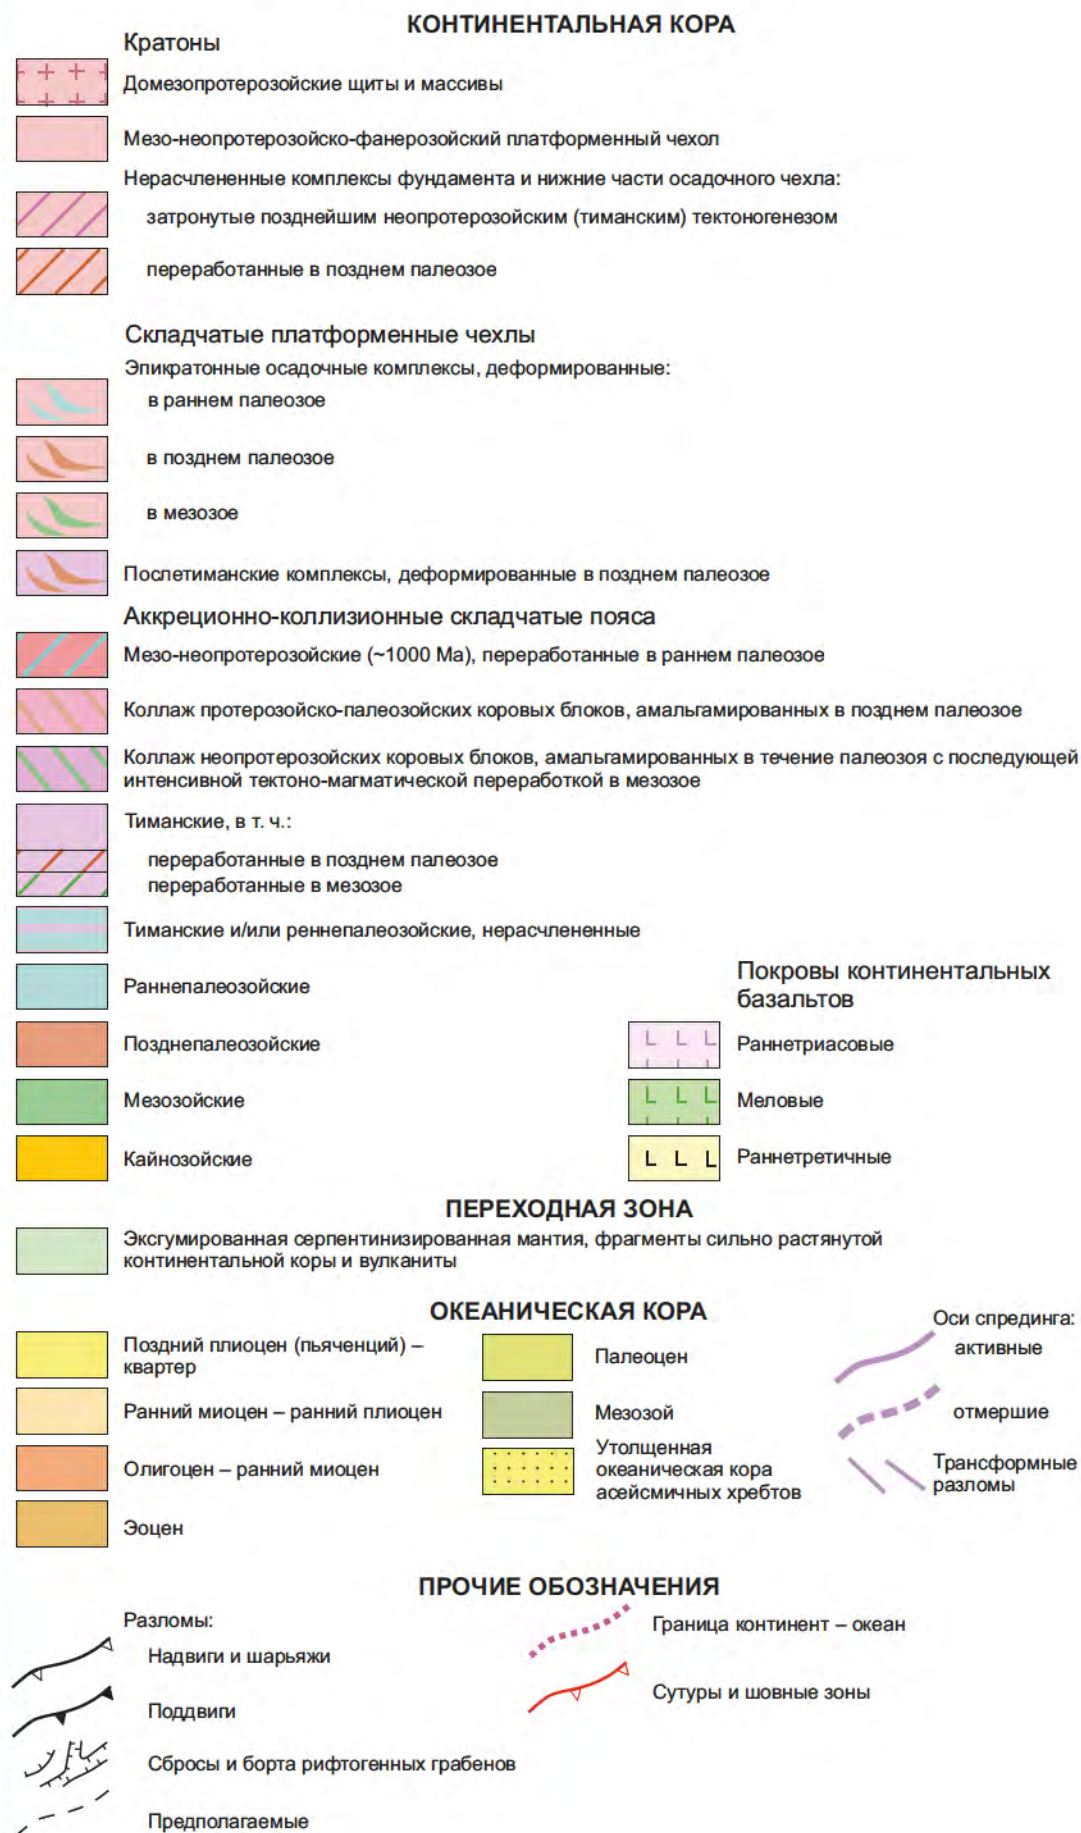 КОНТИНЕНТАЛЬНАЯ КОРА
Кратоны
Домезопротерозойские щиты и массивы
Мезо-неопротерозойско-фанерозойский платформенный чехол
Нерасчлененные комплексы фундамента и нижние части осадочного чехла:
затронутые позднейшим неопротерозойским (тиманским) тектоногенезом
переработанные в позднем палеозое
Складчатые платформенные чехлы
Эпикратонные осадочные комплексы, деформированные:
в раннем палеозое
в позднем палеозое
в мезозое
Послетиманские комплексы, деформированные в позднем палеозое
Аккреционно-коллизионные складчатые пояса
Мезо-неопротерозойские (~1000 Ма), переработанные в раннем палеозое
Коллаж протерозойско-палеозойских коровых блоков, амальгамированных в позднем палеозое
Коллаж неопротерозойских коровых блоков, амальгамированных в течение палеозоя с последующей
интенсивной тектоно-магматической переработкой в мезозое
Тиманские, в т. ч.:
переработанные в позднем палеозое
переработанные в мезозое
Тиманские и/или реннепалеозойские, нерасчлененные
Раннепалеозойские
Позднепалеозойские
Мезозойские
Кайнозойские
Покровы континентальных
базальтов
Раннетриасовые
Меловые
Раннетретичные
ПЕРЕХОДНАЯ ЗОНА
Эксгумированная серпентинизированная мантия, фрагменты сильно растянутой
континентальной коры и вулканиты
ОКЕАНИЧЕСКАЯ КОРА
Поздний плиоцен (пьяченций) –
квартер
Ранний миоцен – ранний плиоцен
Олигоцен – ранний миоцен
Эоцен
Палеоцен
Мезозой
Утолщенная
океаническая кора
асейсмичных хребтов
Оси спрединга:
активные
отмершие
Трансформные
разломы
ПРОЧИЕ ОБОЗНАЧЕНИЯ
Разломы:
Надвиги и шарьяжи
Поддвиги
Сбросы и борта рифтогенных грабенов
Предполагаемые
Граница континент – океан
Сутуры и шовные зоны